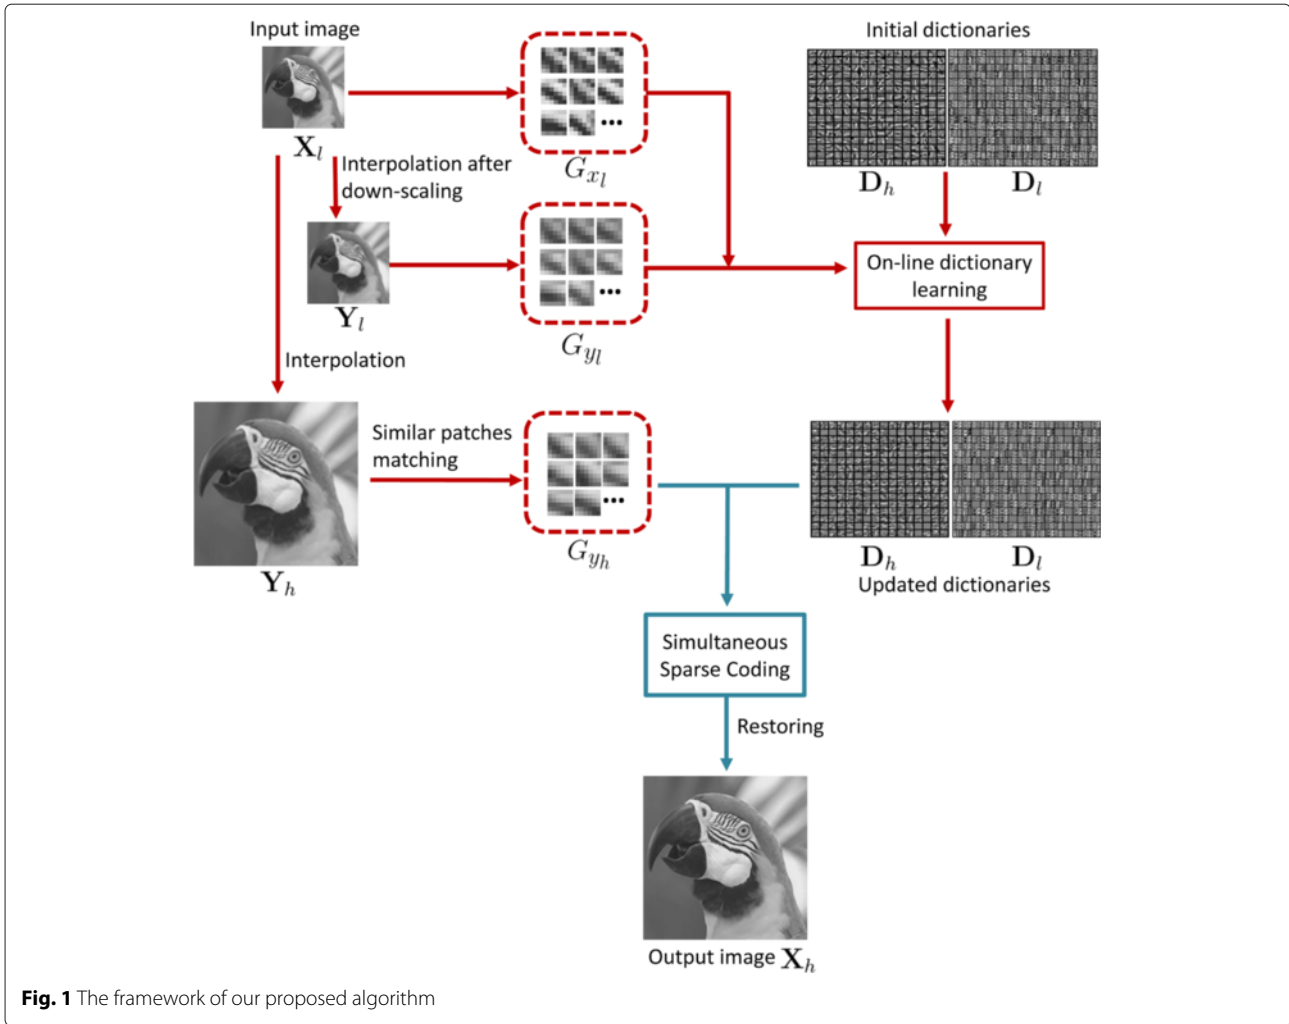 Input image
Initial dictionaries
X_l
G_{x_l}
D_h
D_l
Interpolation after
down-scaling
On-line dictionary
learning
Y_l
G_{y_l}
Interpolation
Similar patches
matching
Y_h
G_{y_h}
D_h
D_l
Updated dictionaries
Simultaneous
Sparse Coding
Restoring
Output image X_h
Fig. 1 The framework of our proposed algorithm